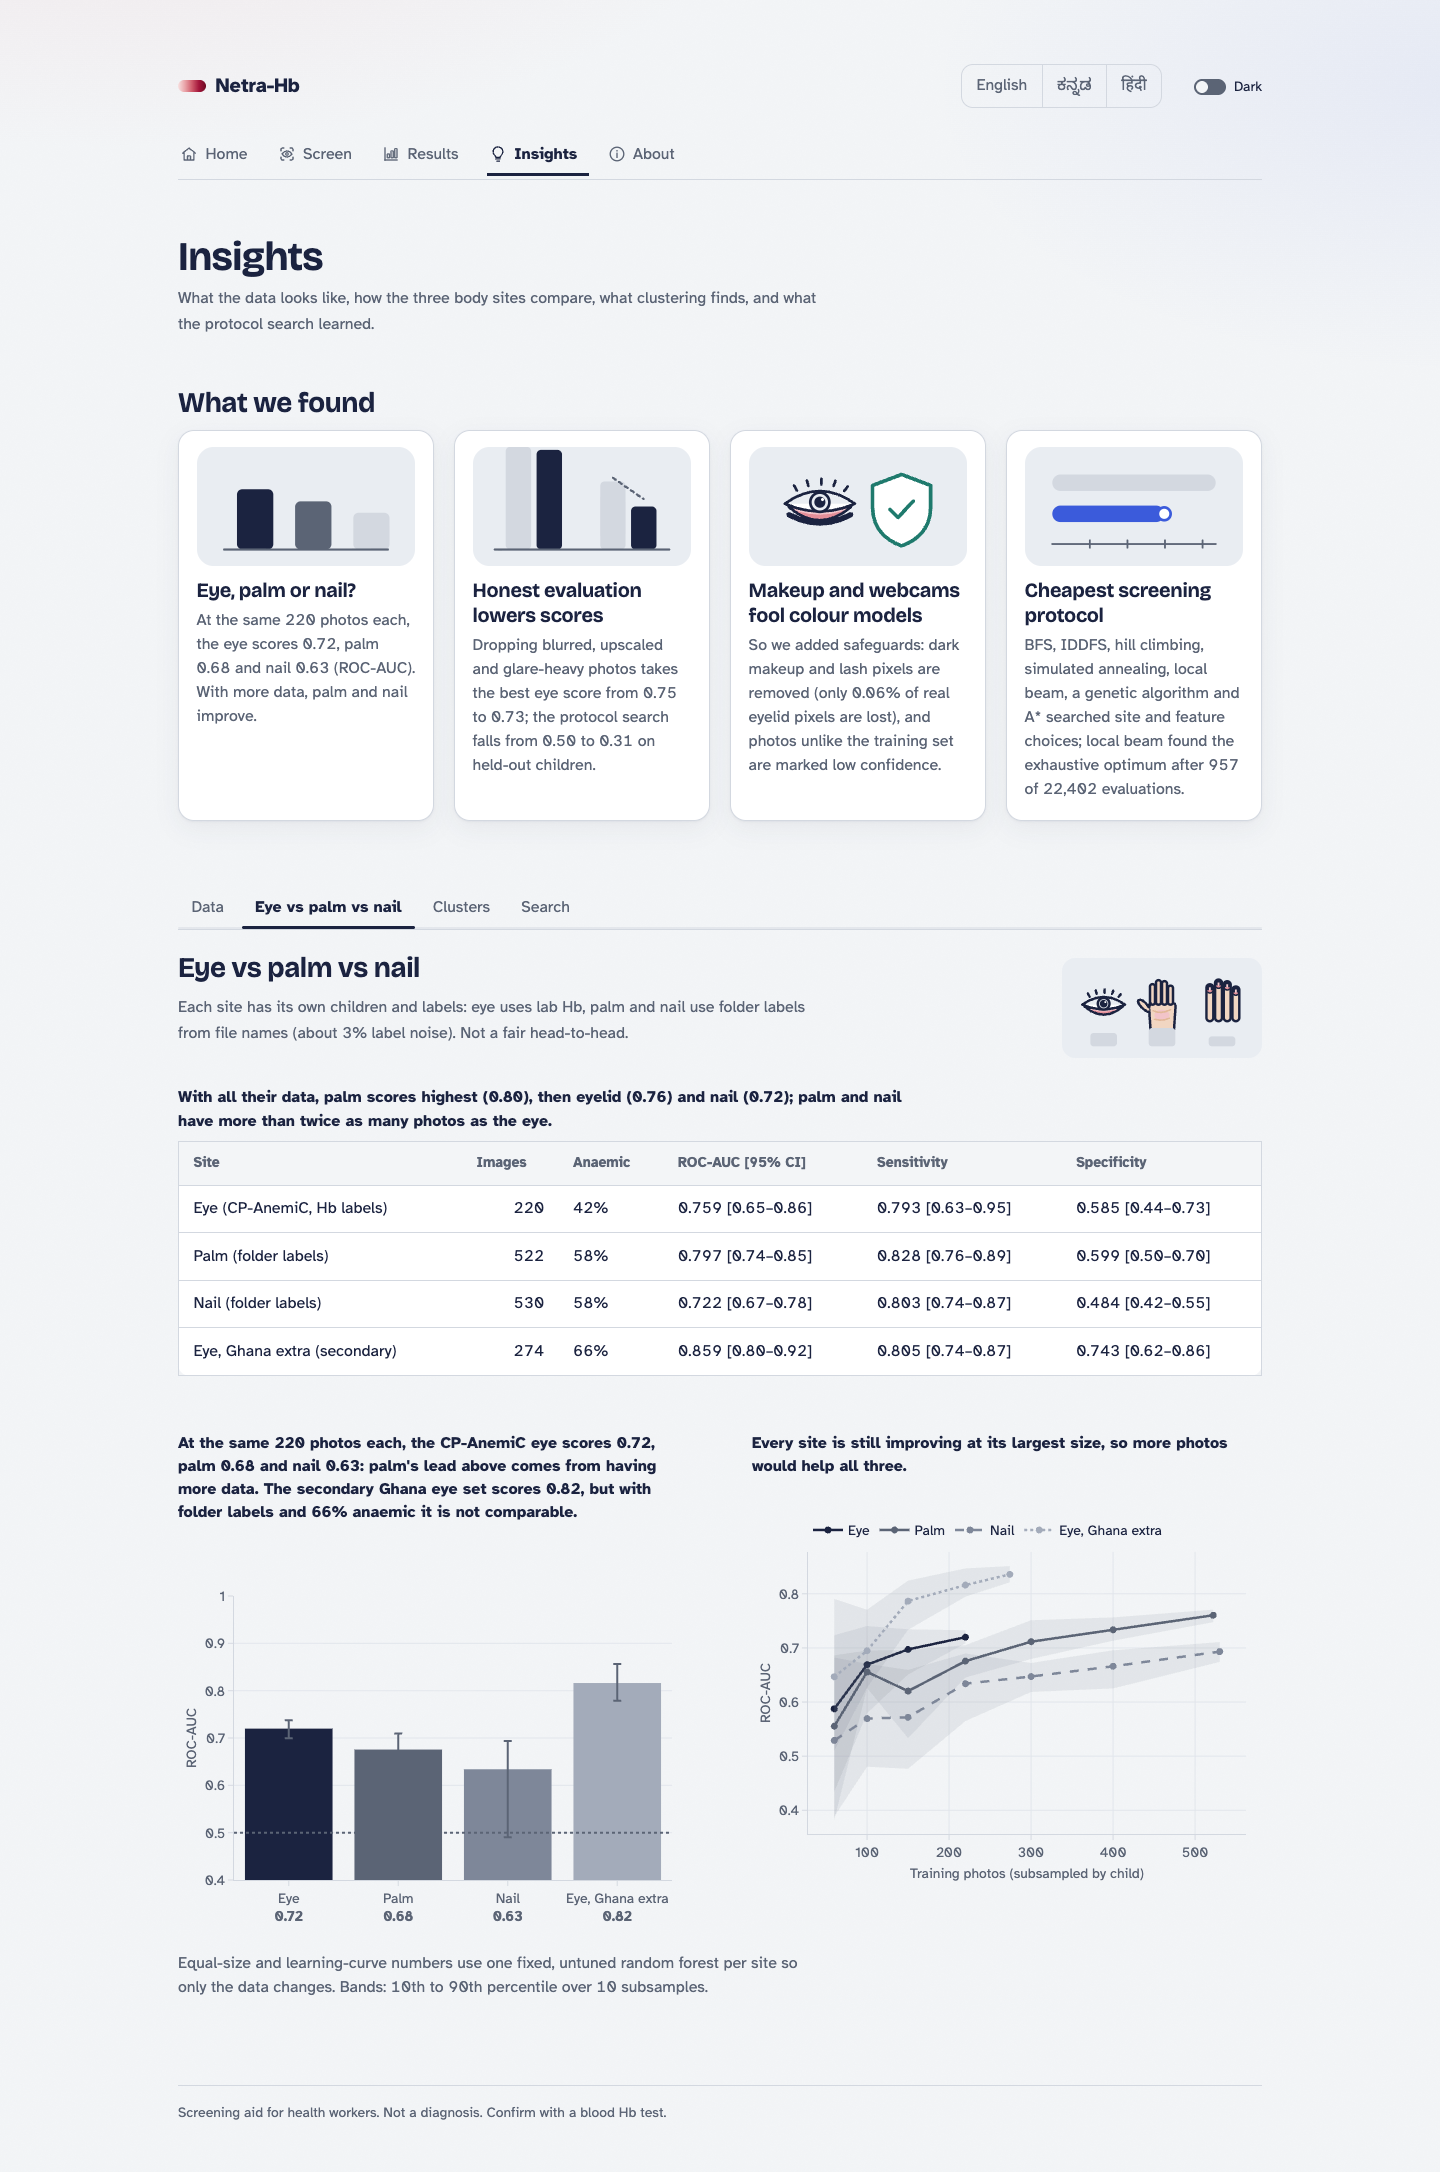 Netra-Hb
English
ಕನ್ನಡ
हिंदी
Dark
Home
Screen
Results
Insights
About
Insights
What the data looks like, how the three body sites compare, what clustering finds, and what
the protocol search learned.
What we found
Eye, palm or nail?
At the same 220 photos each,
the eye scores 0.72, palm
0.68 and nail 0.63 (ROC-AUC).
With more data, palm and nail
improve.
Honest evaluation
lowers scores
Dropping blurred, upscaled
and glare-heavy photos takes
the best eye score from 0.75
to 0.73; the protocol search
falls from 0.50 to 0.31 on
held-out children.
Makeup and webcams
fool colour models
So we added safeguards: dark
makeup and lash pixels are
removed (only 0.06% of real
eyelid pixels are lost), and
photos unlike the training set
are marked low confidence.
Cheapest screening
protocol
BFS, IDDFS, hill climbing,
simulated annealing, local
beam, a genetic algorithm and
A* searched site and feature
choices; local beam found the
exhaustive optimum after 957
of 22,402 evaluations.
Data
Eye vs palm vs nail
Clusters
Search
Eye vs palm vs nail
Each site has its own children and labels: eye uses lab Hb, palm and nail use folder labels
from file names (about 3% label noise). Not a fair head-to-head.
With all their data, palm scores highest (0.80), then eyelid (0.76) and nail (0.72); palm and nail
have more than twice as many photos as the eye.
Site Images Anaemic ROC-AUC [95% CI] Sensitivity Specificity
Eye (CP-AnemiC, Hb labels) 220 42% 0.759 [0.65–0.86] 0.793 [0.63–0.95] 0.585 [0.44–0.73]
Palm (folder labels) 522 58% 0.797 [0.74–0.85] 0.828 [0.76–0.89] 0.599 [0.50–0.70]
Nail (folder labels) 530 58% 0.722 [0.67–0.78] 0.803 [0.74–0.87] 0.484 [0.42–0.55]
Eye, Ghana extra (secondary) 274 66% 0.859 [0.80–0.92] 0.805 [0.74–0.87] 0.743 [0.62–0.86]
At the same 220 photos each, the CP-AnemiC eye scores 0.72,
palm 0.68 and nail 0.63: palm's lead above comes from having
more data. The secondary Ghana eye set scores 0.82, but with
folder labels and 66% anaemic it is not comparable.
1
0.9
0.8
0.7
0.6
0.5
0.4
ROC-AUC
Eye Palm Nail Eye, Ghana extra
0.72 0.68 0.63 0.82
Every site is still improving at its largest size, so more photos
would help all three.
Eye Palm Nail Eye, Ghana extra
0.8
0.7
0.6
0.5
0.4
ROC-AUC
100 200 300 400 500
Training photos (subsampled by child)
Equal-size and learning-curve numbers use one fixed, untuned random forest per site so
only the data changes. Bands: 10th to 90th percentile over 10 subsamples.
Screening aid for health workers. Not a diagnosis. Confirm with a blood Hb test.